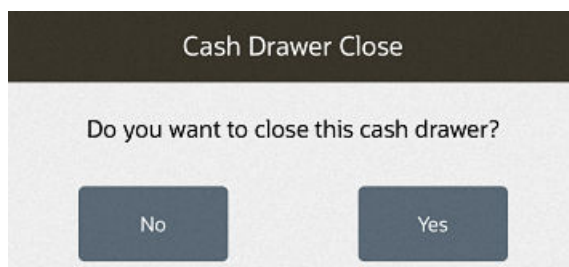 Cash Drawer Close
Do you want to close this cash drawer?
No
Yes